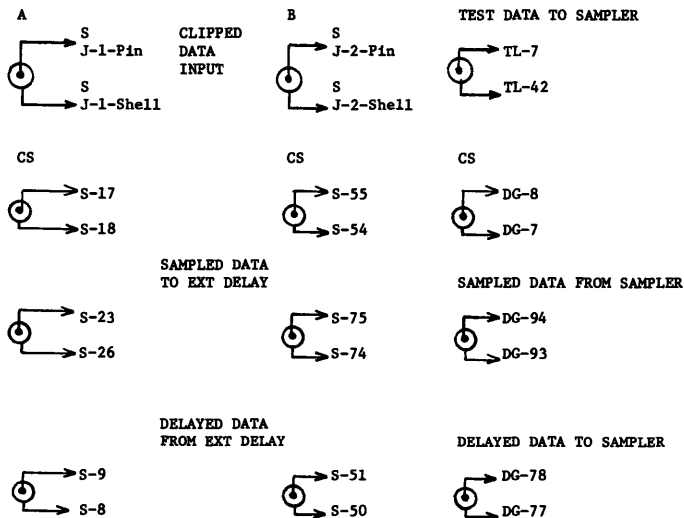 A
B
TEST DATA TO SAMPLER
S
J-1-Pin
CLIPPED
DATA
INPUT
S
J-2-Pin
TL-7
S
J-1-Shell
S
J-2-Shell
TL-42
CS
CS
CS
S-17
S-55
DG-8
S-18
S-54
DG-7
SAMPLED DATA
TO EXT DELAY
SAMPLED DATA FROM SAMPLER
S-23
S-75
DG-94
S-26
S-74
DG-93
DELAYED DATA
FROM EXT DELAY
DELAYED DATA TO SAMPLER
S-9
S-51
DG-78
S-8
S-50
DG-77